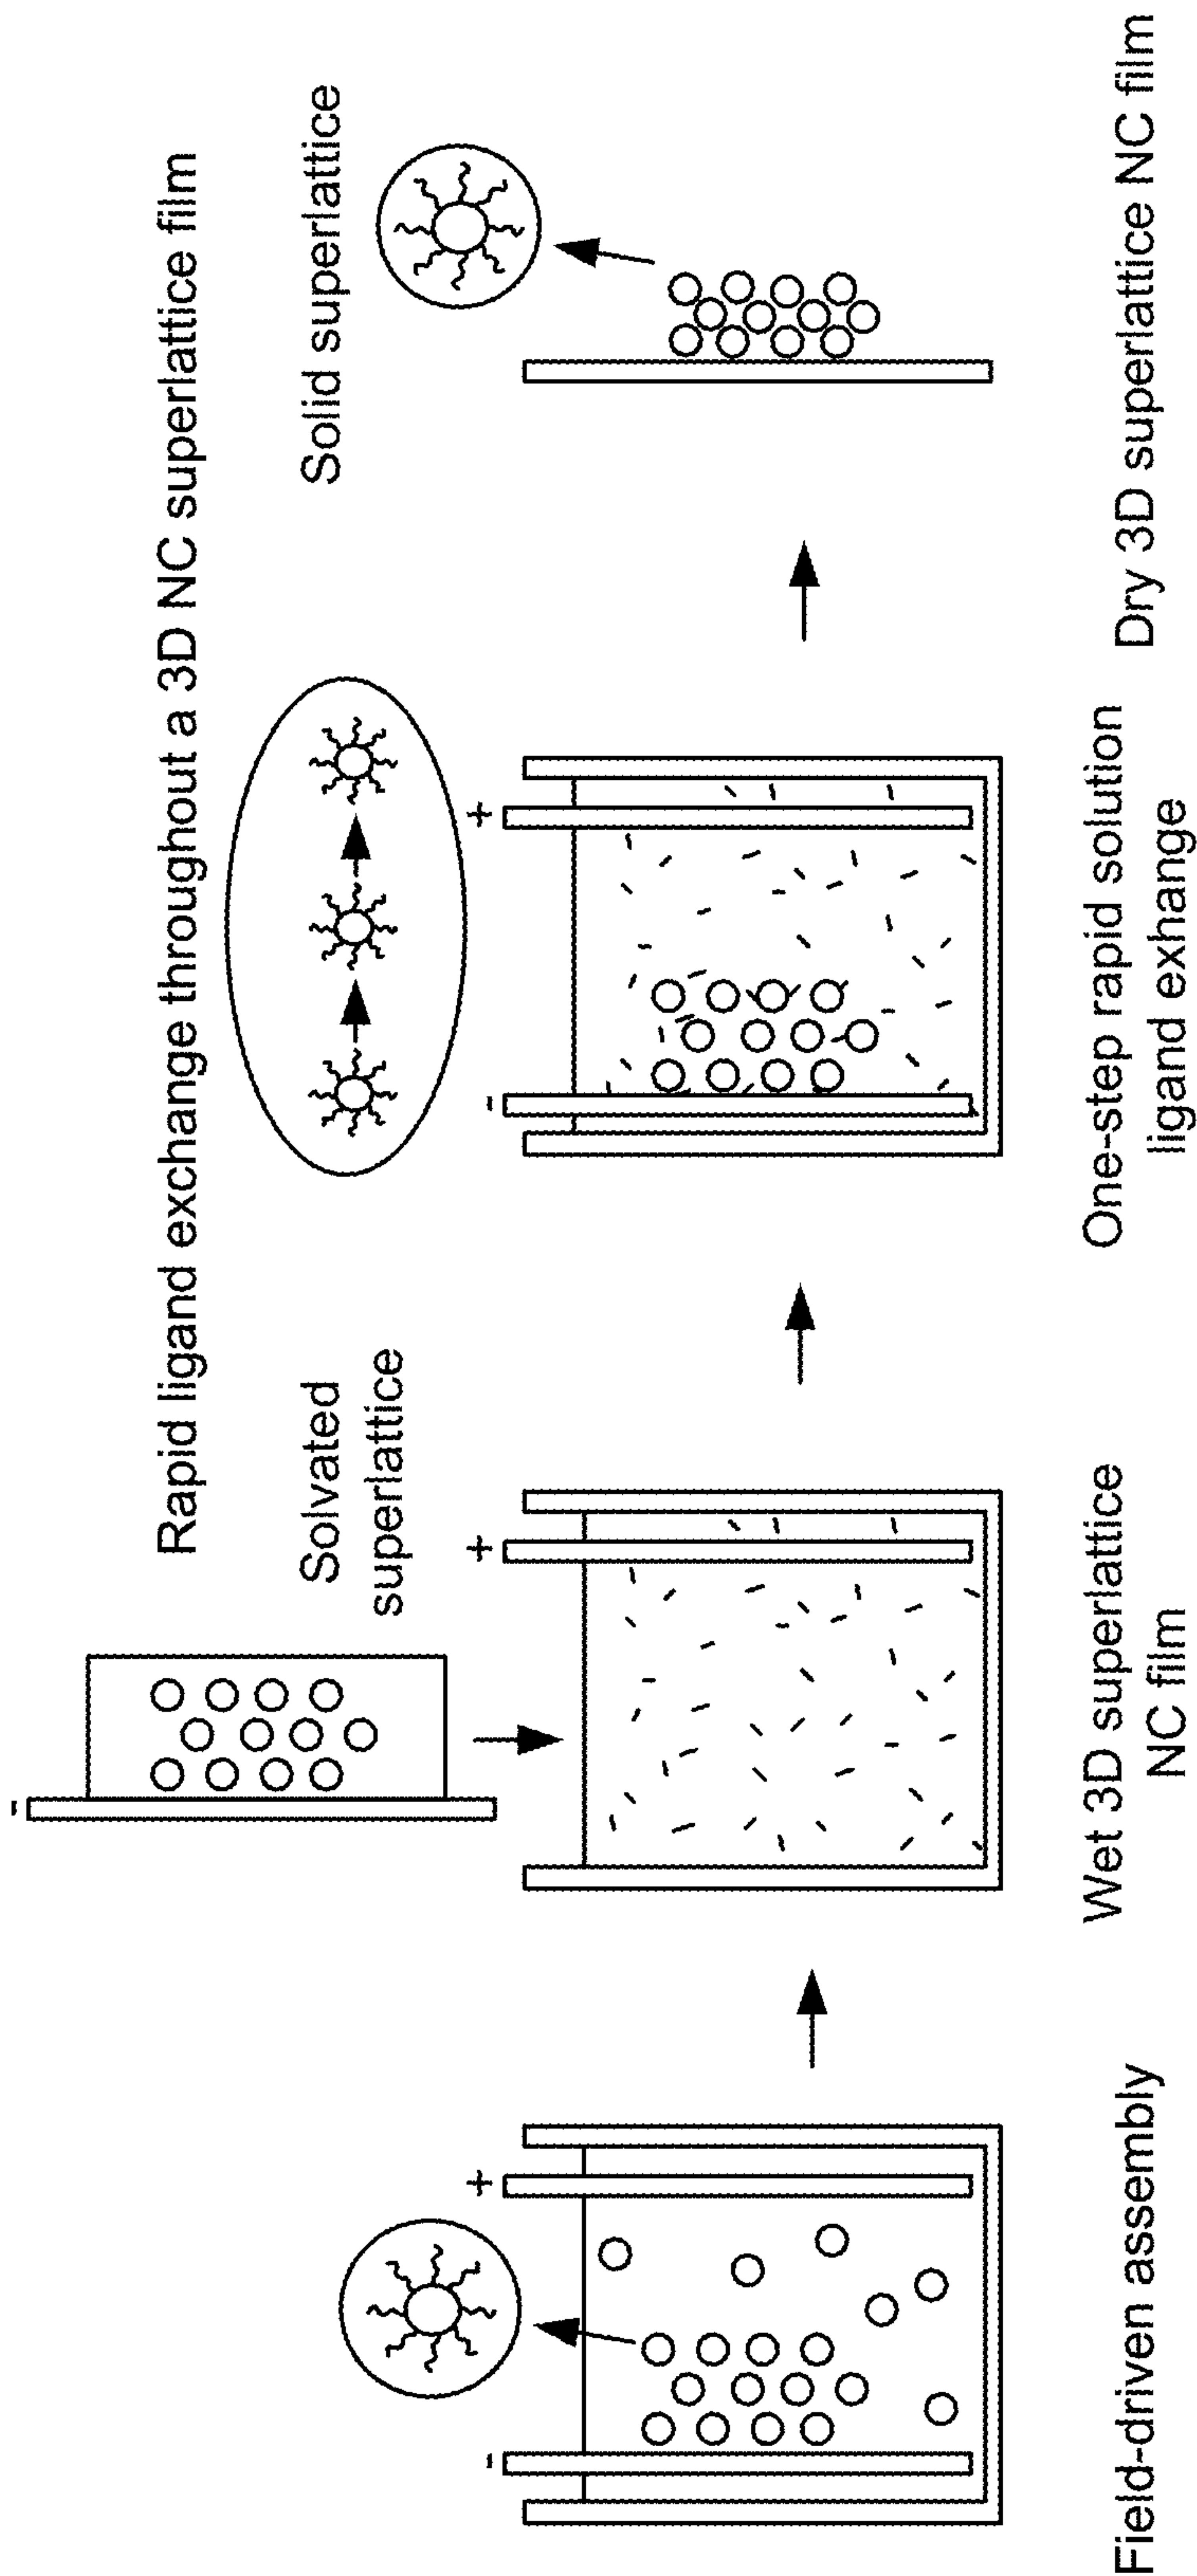 Rapid ligand exchange throughout a 3D NC superlattice film
Solvated
superlattice
Solid superlattice
-
+
-
+
-
+
Field-driven assembly
Wet 3D superlattice
NC film
One-step rapid solution
ligand exhange
Dry 3D superlattice NC film